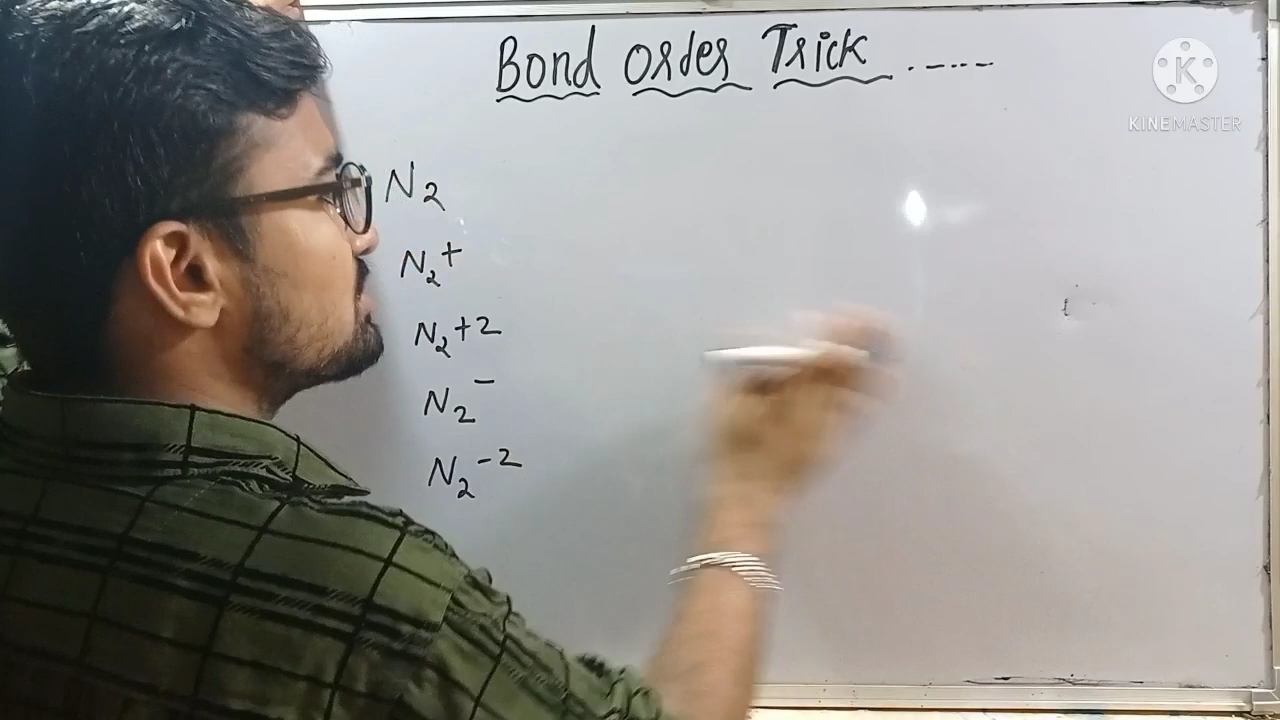 Bond Order Trick .----
K
KINEMASTER
N2
N2+
N2+2
N2-
N2-2